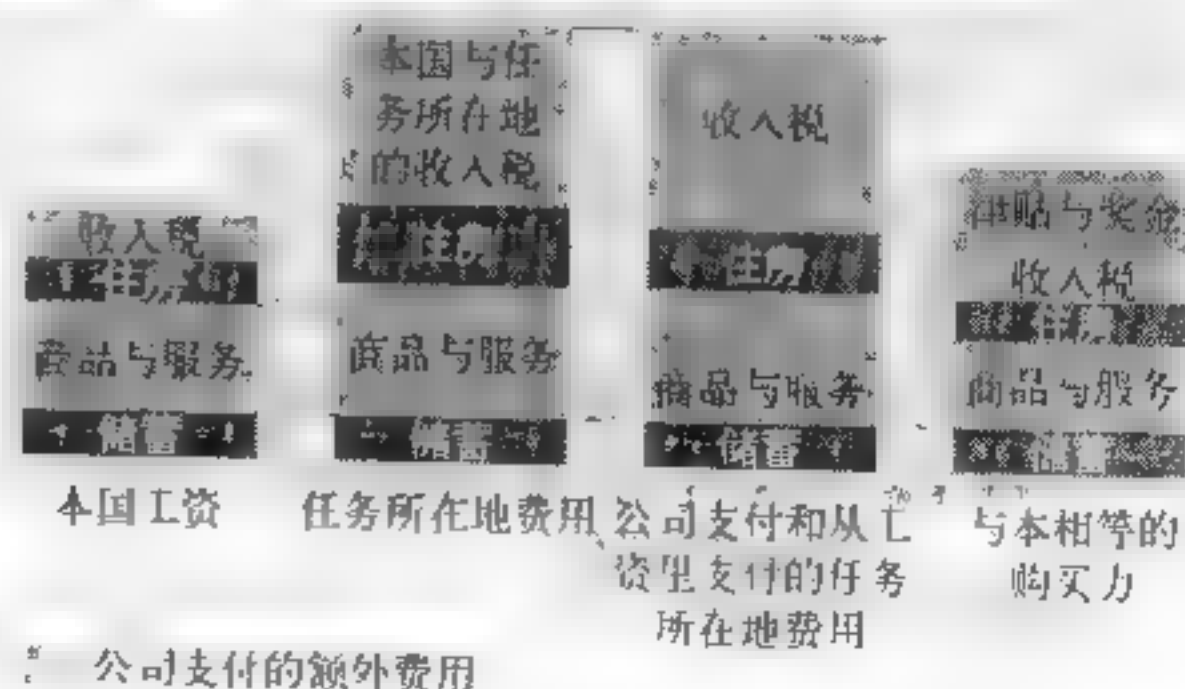 收入税
住房
商品与服务
储蓄
本国工资
本国与任
务所在地
的收入税
住房
商品与服务
储蓄
任务所在地费用
收入税
住房
商品与服务
储蓄
公司支付和从工
资里支付的任务
所在地费用
津贴与奖金
收入税
住房
商品与服务
储蓄
与本相等的
购买力
公司支付的额外费用